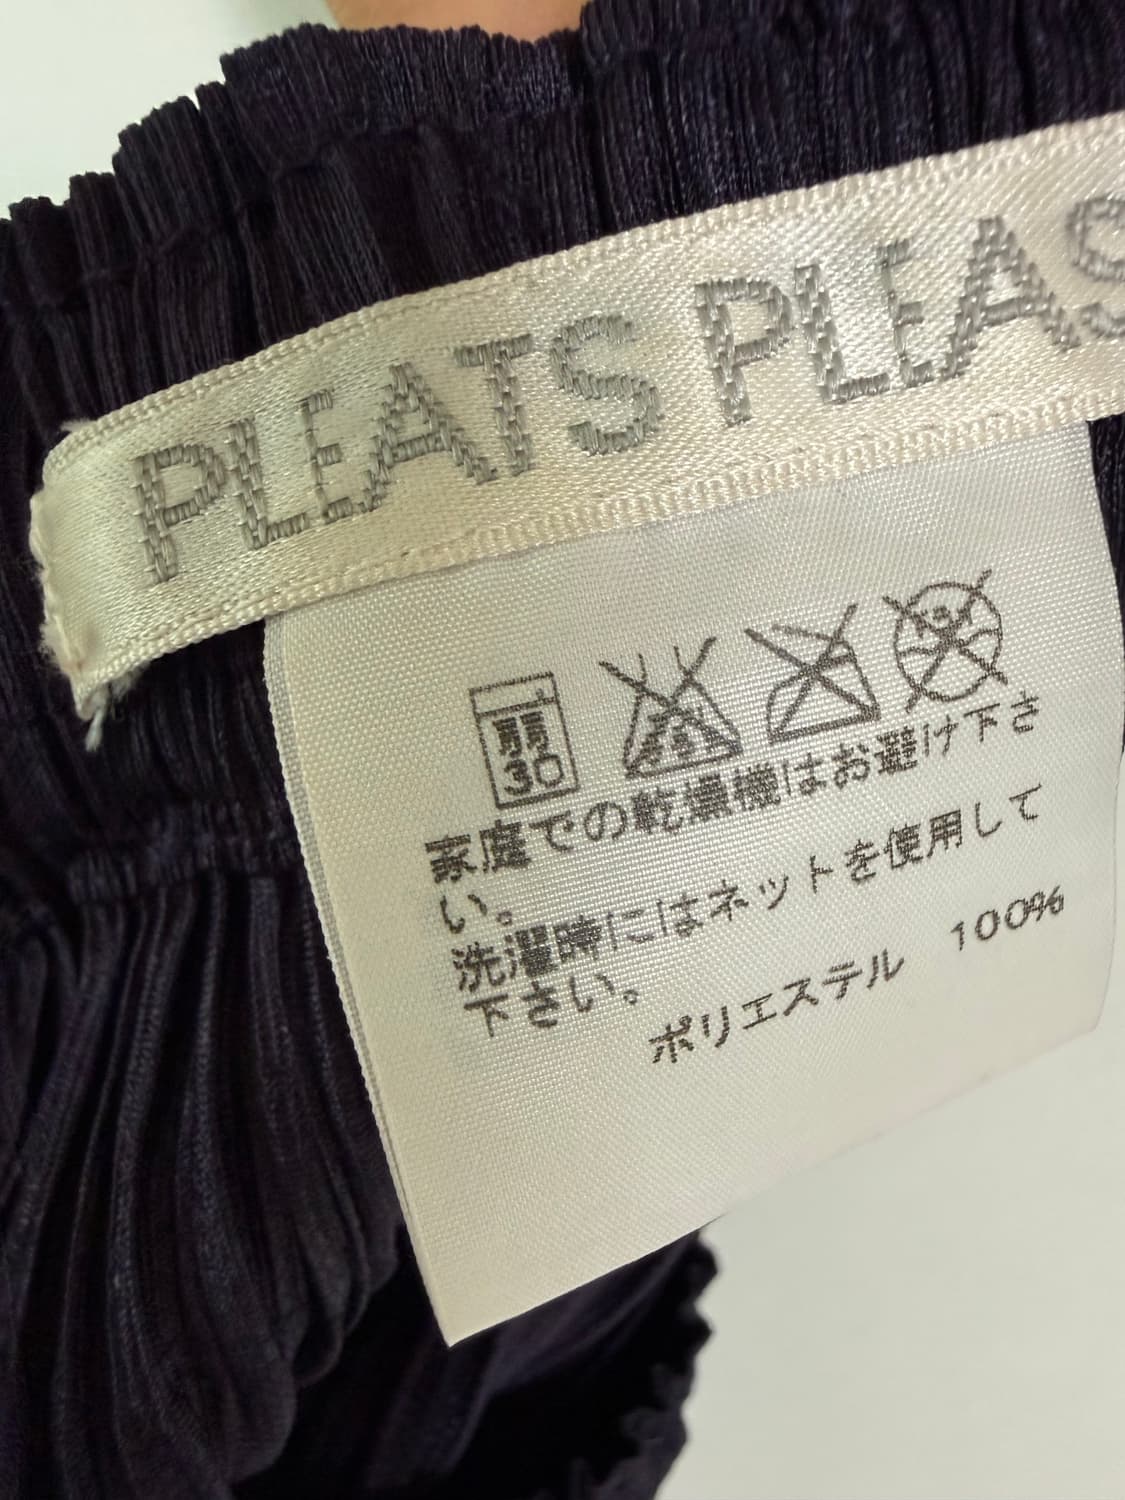 PLEATS PLEAS
弱
30
家庭での乾燥機はお避け下さ
い。
洗濯時にはネットを使用して
下さい。
ポリエステル 100%